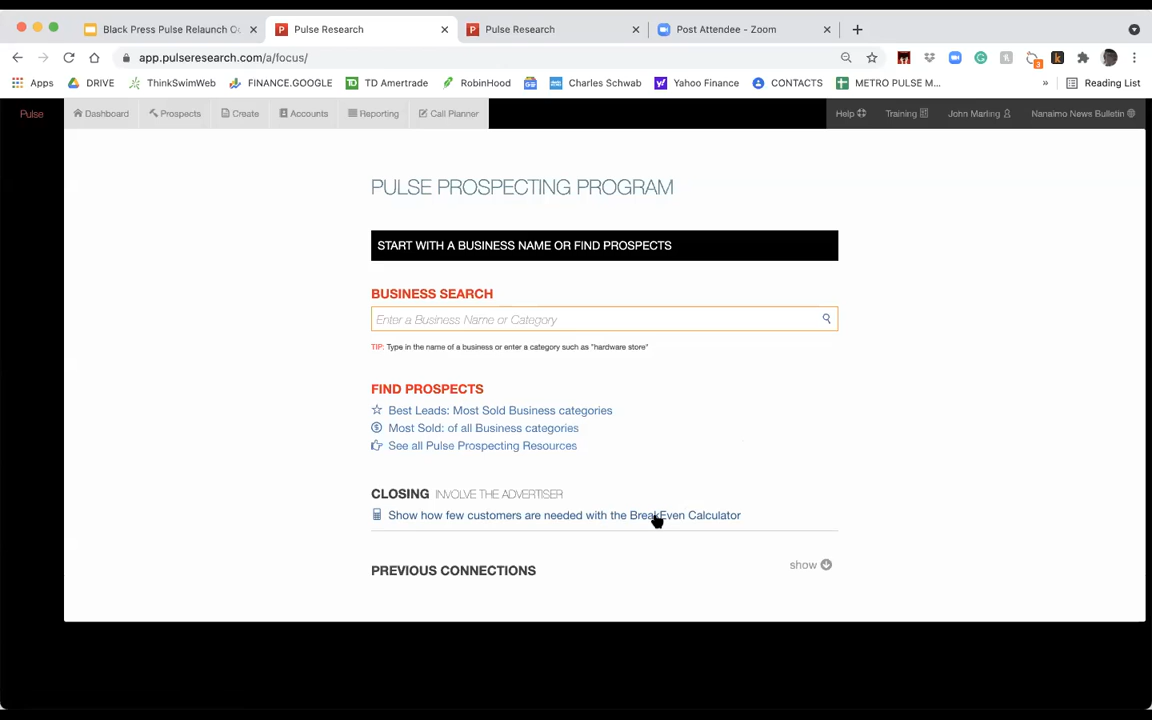 Black Press Pulse Relaunch Oc
Pulse Research
Pulse Research
Post Attendee - Zoom
app.pulseresearch.com/a/focus/
Apps
DRIVE
ThinkSwimWeb
FINANCE.GOOGLE
TD Amertrade
RobinHood
Charles Schwab
Yahoo Finance
CONTACTS
METRO PULSE M...
»
Reading List
Pulse
Dashboard
Prospects
Create
Accounts
Reporting
Call Planner
Help
Training
John Marling
Nanaimo News Bulletin
PULSE PROSPECTING PROGRAM
START WITH A BUSINESS NAME OR FIND PROSPECTS
BUSINESS SEARCH
Enter a Business Name or Category
TIP: Type in the name of a business or enter a category such as "hardware store"
FIND PROSPECTS
Best Leads: Most Sold Business categories
Most Sold: of all Business categories
See all Pulse Prospecting Resources
CLOSING INVOLVE THE ADVERTISER
Show how few customers are needed with the BreakEven Calculator
PREVIOUS CONNECTIONS
show